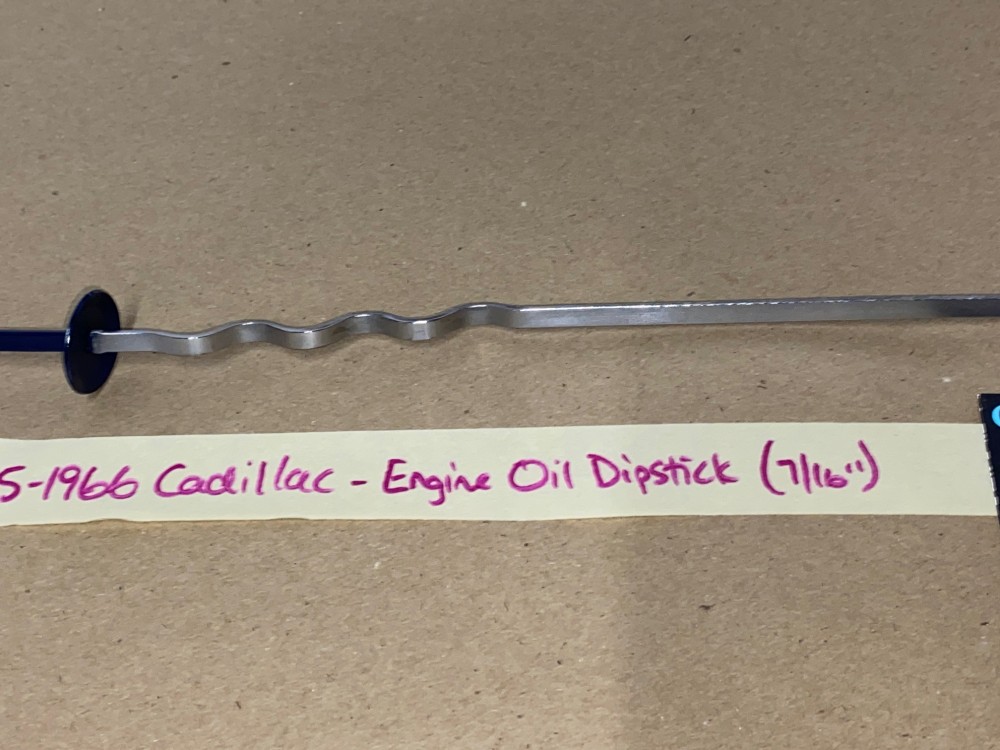 5-1966 Cadillac - Engine Oil Dipstick (7/16")